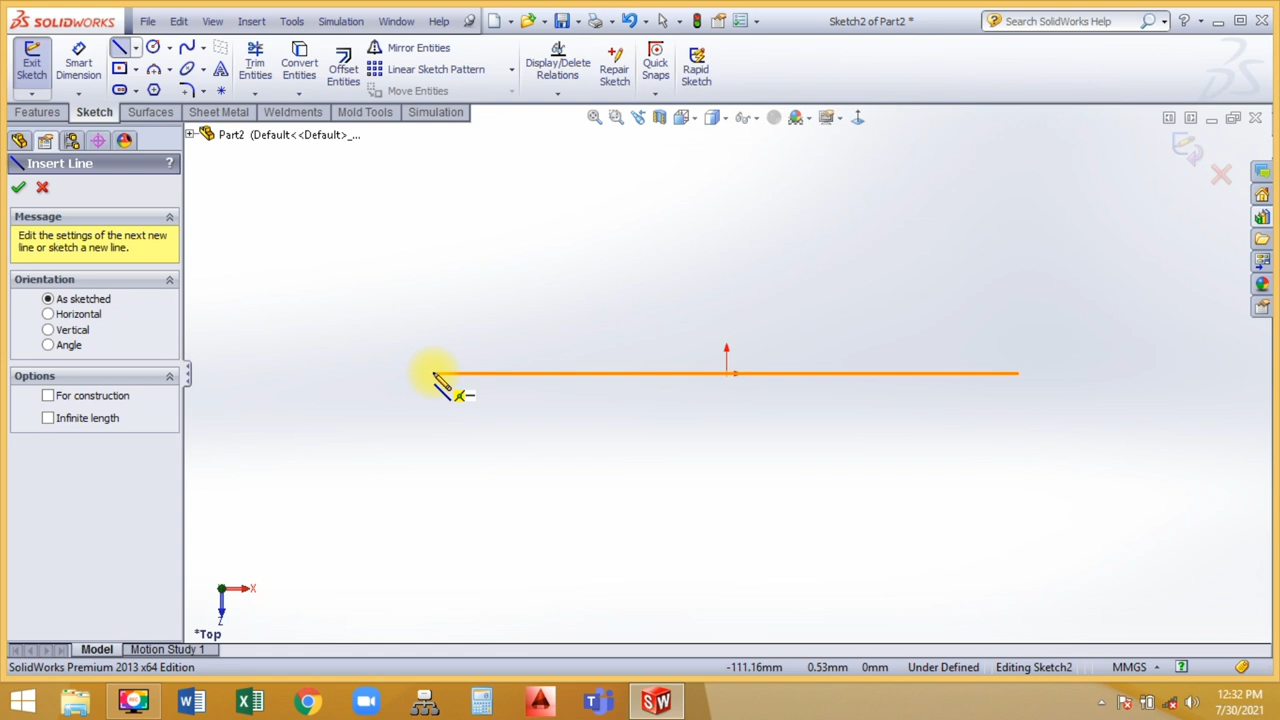 SOLIDWORKS File Edit View Insert Tools Simulation Window Help Sketch2 of Part2 * Search SolidWorks Help
Exit Sketch
Smart Dimension
Trim Entities
Convert Entities
Offset Entities
Mirror Entities
Linear Sketch Pattern
Move Entities
Display/Delete Relations
Repair Sketch
Quick Snaps
Rapid Sketch
Features Sketch Surfaces Sheet Metal Weldments Mold Tools Simulation
Part2 (Default<<Default>_...
Insert Line ?
Message
Edit the settings of the next new
line or sketch a new line.
Orientation
As sketched
Horizontal
Vertical
Angle
Options
For construction
Infinite length
X
Z
*Top
Model Motion Study 1
SolidWorks Premium 2013 x64 Edition -111.16mm 0.53mm 0mm Under Defined Editing Sketch2 MMGS
12:32 PM
7/30/2021